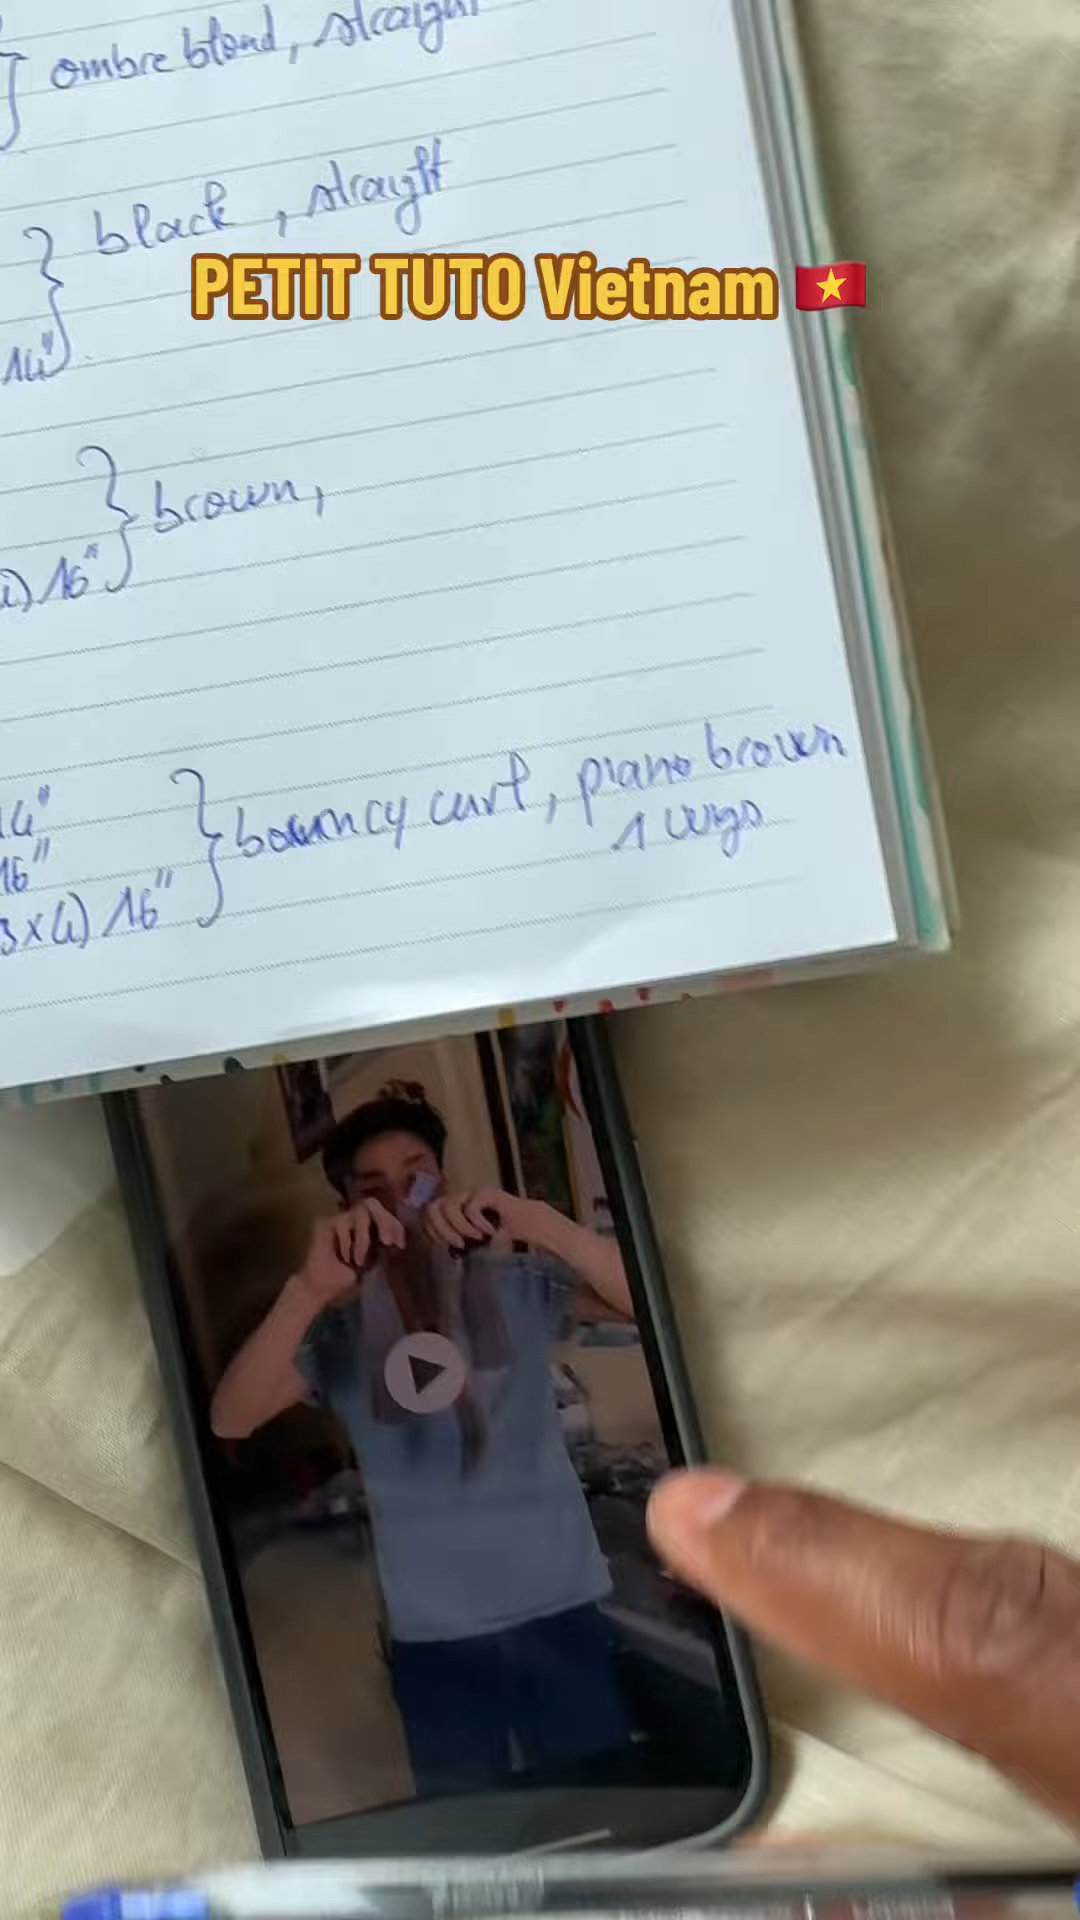 ombre blond, straight
black, straight
PETIT TUTO Vietnam
14"
brown,
16"
14"
bouncy curl, piano brown
16"
1 wigs
3x4) 16"